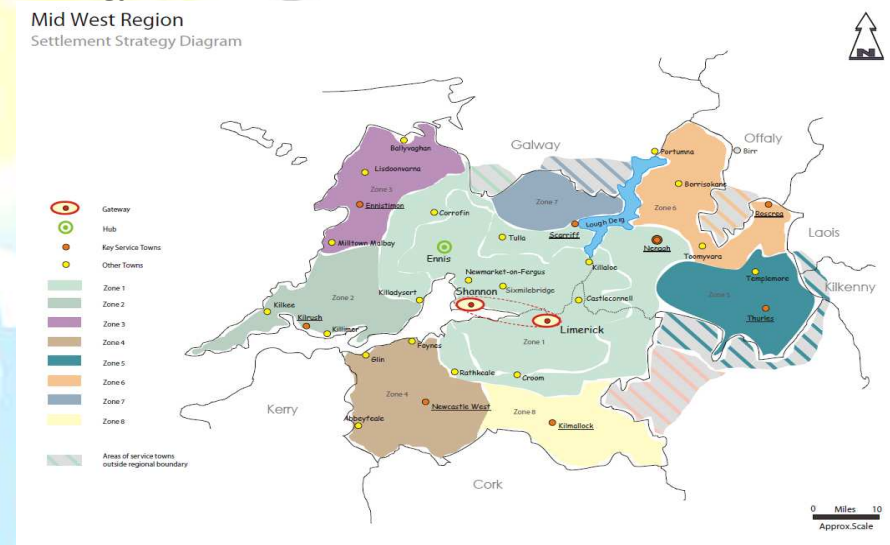 Mid West Region
Settlement Strategy Diagram
Galway
Offaly
Laois
Kilkenny
Kerry
Cork
Ballyvaghan
Lisdoonvarna
Zone 3
Ennistimon
Milltown Malbay
Corrofin
Ennis
Tulla
Zone 7
Scarriff
Lough Derg
Portumna
Birr
Borrisokane
Zone 6
Roscrea
Nenagh
Toomyvara
Killaloe
Newmarket-on-Fergus
Shannon
Sixmilebridge
Castleconnell
Limerick
Killadysert
Zone 2
Kilkee
Kilrush
Killimer
Templemore
Zone 5
Thurles
Zone 1
Foynes
Glin
Rathkeale
Croom
Zone 4
Newcastle West
Abbeyfeale
Zone 8
Kilmallock
Gateway
Hub
Key Service Towns
Other Towns
Zone 1
Zone 2
Zone 3
Zone 4
Zone 5
Zone 6
Zone 7
Zone 8
Areas of service towns
outside regional boundary
0 Miles 10
Approx.Scale